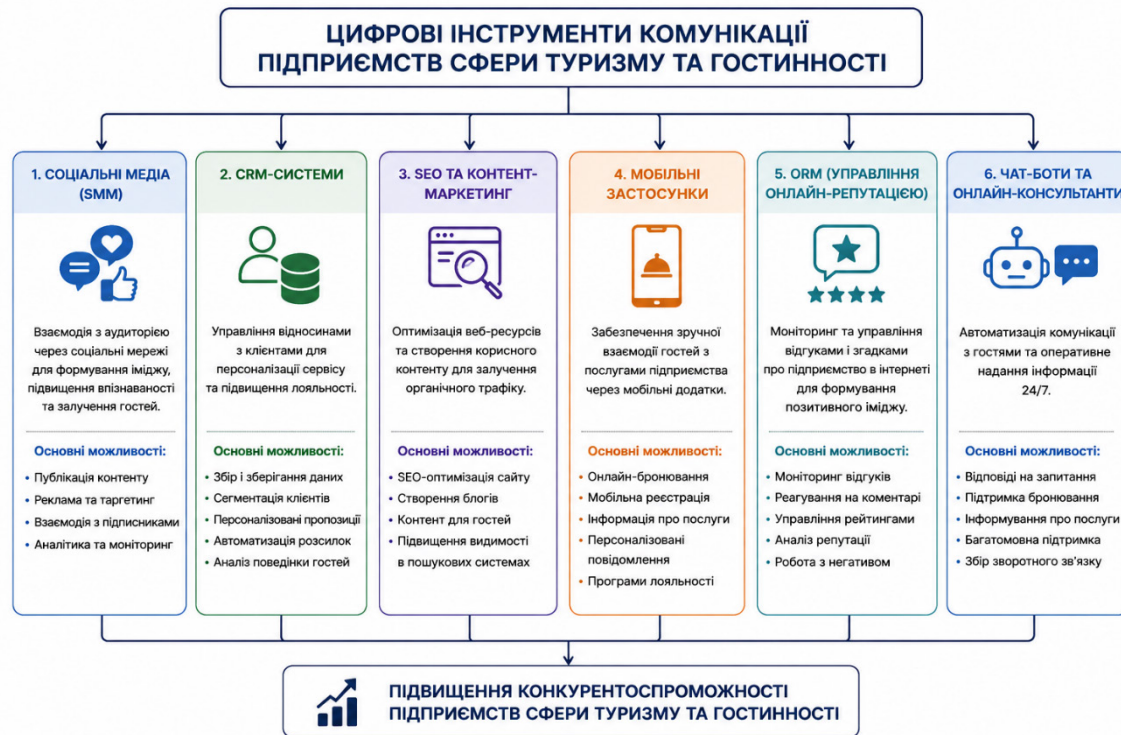 ЦИФРОВІ ІНСТРУМЕНТИ КОМУНІКАЦІЇ
ПІДПРИЄМСТВ СФЕРИ ТУРИЗМУ ТА ГОСТИННОСТІ
1. СОЦІАЛЬНІ МЕДІА
(SMM)
Взаємодія з аудиторією
через соціальні мережі
для формування іміджу,
підвищення впізнаваності
та залучення гостей.
Основні можливості:
• Публікація контенту
• Реклама та таргетинг
• Взаємодія з підписниками
• Аналітика та моніторинг
2. CRM-СИСТЕМИ
Управління відносинами
з клієнтами для
персоналізації сервісу
та підвищення лояльності.
Основні можливості:
• Збір і зберігання даних
• Сегментація клієнтів
• Персоналізовані пропозиції
• Автоматизація розсилок
• Аналіз поведінки гостей
3. SEO ТА КОНТЕНТ-
МАРКЕТИНГ
Оптимізація веб-ресурсів
та створення корисного
контенту для залучення
органічного трафіку.
Основні можливості:
• SEO-оптимізація сайту
• Створення блогів
• Контент для гостей
• Підвищення видимості
в пошукових системах
4. МОБІЛЬНІ
ЗАСТОСУНКИ
Забезпечення зручної
взаємодії гостей з
послугами підприємства
через мобільні додатки.
Основні можливості:
• Онлайн-бронювання
• Мобільна реєстрація
• Інформація про послуги
• Персоналізовані
повідомлення
• Програми лояльності
5. ORM (УПРАВЛІННЯ
ОНЛАЙН-РЕПУТАЦІЄЮ)
Моніторинг та управління
відгуками і згадками
про підприємство в інтернеті
для формування
позитивного іміджу.
Основні можливості:
• Моніторинг відгуків
• Реагування на коментарі
• Управління рейтингами
• Аналіз репутації
• Робота з негативом
6. ЧАТ-БОТИ ТА
ОНЛАЙН-КОНСУЛЬТАНТИ
Автоматизація комунікації
з гостями та оперативне
надання інформації
24/7.
Основні можливості:
• Відповіді на запитання
• Підтримка бронювання
• Інформування про послуги
• Багатомовна підтримка
• Збір зворотного зв'язку
ПІДВИЩЕННЯ КОНКУРЕНТОСПРОМОЖНОСТІ
ПІДПРИЄМСТВ СФЕРИ ТУРИЗМУ ТА ГОСТИННОСТІ